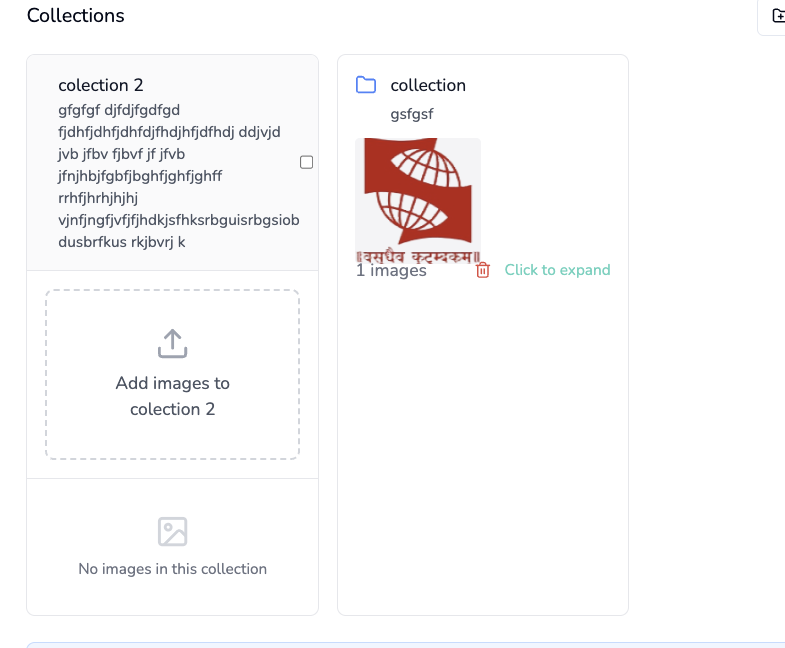 Collections
colection 2
gfgfgf djfdjfgdfgd
fjdhfjdhfjdhfdjfhdjhfjdfhdj ddjvjd
jvb jfbv fjbvf jf jfvb
jfnjhbjfgbfjbghfjghfjghff
rrhfjhrhjhjhj
vjnfjngfjvfjfjhdkjsfhksrbguisrbgsiob
dusbrfkus rkjbvrj k
Add images to
colection 2
No images in this collection
collection
gsfgsf
॥वसुधैव कुटुम्बकम्॥
1 images
Click to expand